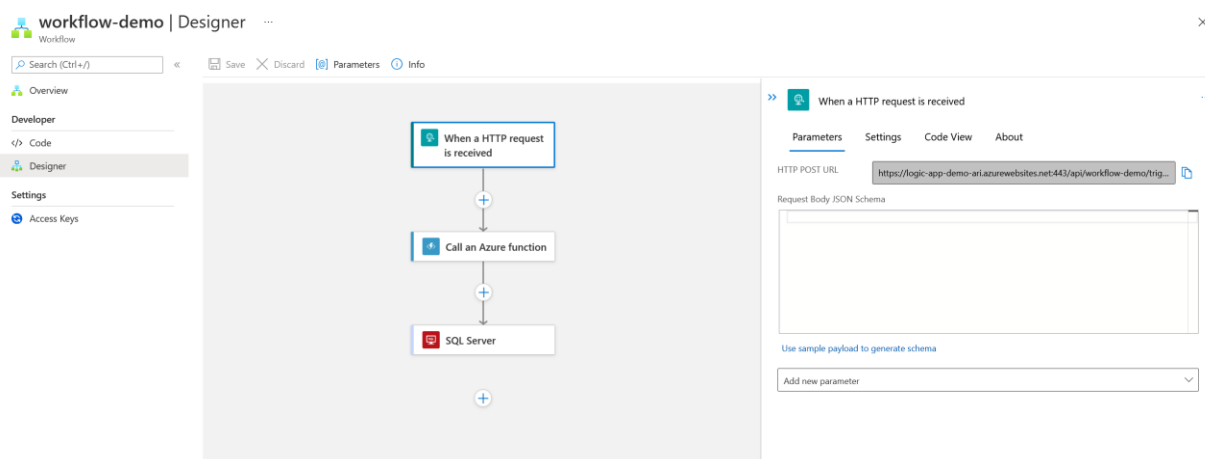 workflow-demo | Designer ...
Workflow
Search (Ctrl+/)
«
Overview
Developer
Code
Designer
Settings
Access Keys
Save Discard [@] Parameters Info
When a HTTP request
is received
Call an Azure function
SQL Server
When a HTTP request is received
Parameters Settings Code View About
HTTP POST URL
https://logic-app-demo-ari.azurewebsites.net:443/api/workflow-demo/trig...
Request Body JSON Schema
Use sample payload to generate schema
Add new parameter